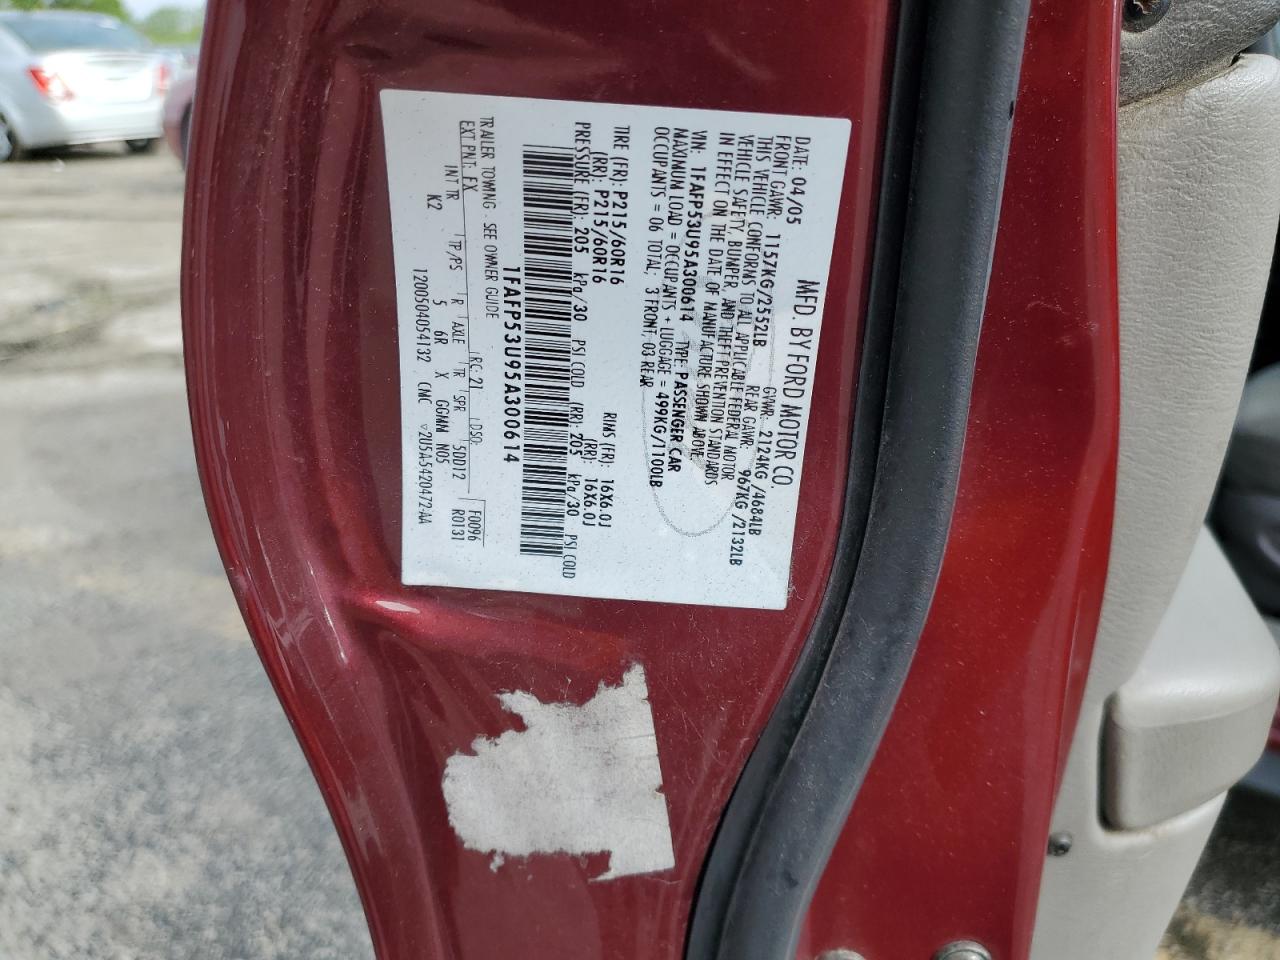 MFD. BY FORD MOTOR CO.
DATE: 04/05 GVWR: 2124KG /4684LB
FRONT GAWR: 1157KG/2552LB REAR GAWR: 967KG /2132LB
THIS VEHICLE CONFORMS TO ALL APPLICABLE FEDERAL MOTOR
VEHICLE SAFETY, BUMPER, AND THEFT PREVENTION STANDARDS
IN EFFECT ON THE DATE OF MANUFACTURE SHOWN ABOVE.
VIN: 1FAFP53U95A300614 TYPE: PASSENGER CAR
MAXIMUM LOAD = OCCUPANTS + LUGGAGE = 499KG/1100LB
OCCUPANTS = 06 TOTAL; 3 FRONT, 03 REAR
TIRE (FR): P215/60R16 RIMS (FR): 16X6.0J
(RR): P215/60R16 (RR): 16X6.0J
PRESSURE (FR): 205 kPa/30 PSI COLD (RR): 205 kPa/30 PSI COLD
1FAFP53U95A300614
TRAILER TOWING - SEE OWNER GUIDE
EXT PNT: FX RC: 21 DSO: F0096
R0131
INT TR TP/PS R AXLE TR SPR 5DD12
K2 5 6R X GGNN N05
1200504054132 CMC ▽2U5A-5420472-AA